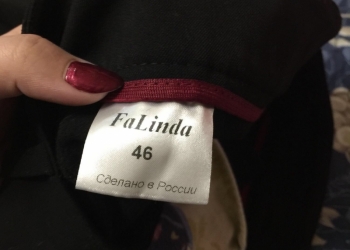 FaLinda
46
Сделано в России